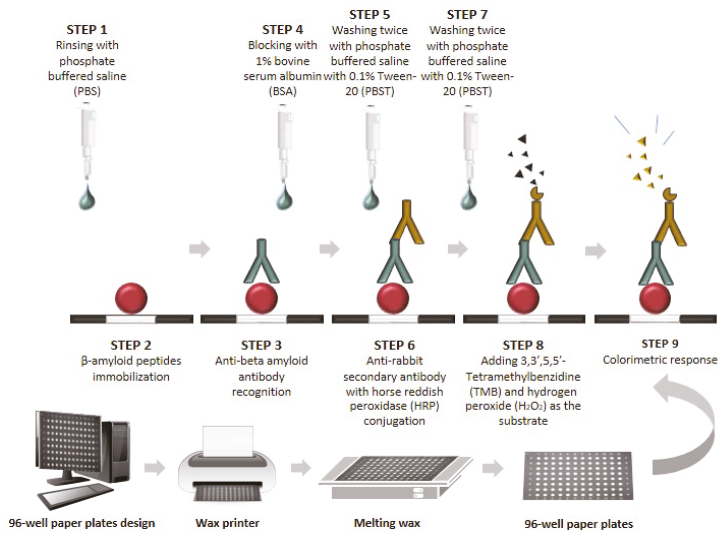 STEP 1
Rinsing with
phosphate
buffered saline
(PBS)
STEP 4
Blocking with
1% bovine
serum albumin
(BSA)
STEP 5
Washing twice
with phosphate
buffered saline
with 0.1% Tween-
20 (PBST)
STEP 7
Washing twice
with phosphate
buffered saline
with 0.1% Tween-
20 (PBST)
STEP 2
β-amyloid peptides
immobilization
STEP 3
Anti-beta amyloid
antibody
recognition
STEP 6
Anti-rabbit
secondary antibody
with horse reddish
peroxidase (HRP)
conjugation
STEP 8
Adding 3,3′,5,5′-
Tetramethylbenzidine
(TMB) and hydrogen
peroxide (H₂O₂) as the
substrate
STEP 9
Colorimetric response
96-well paper plates design
Wax printer
Melting wax
96-well paper plates